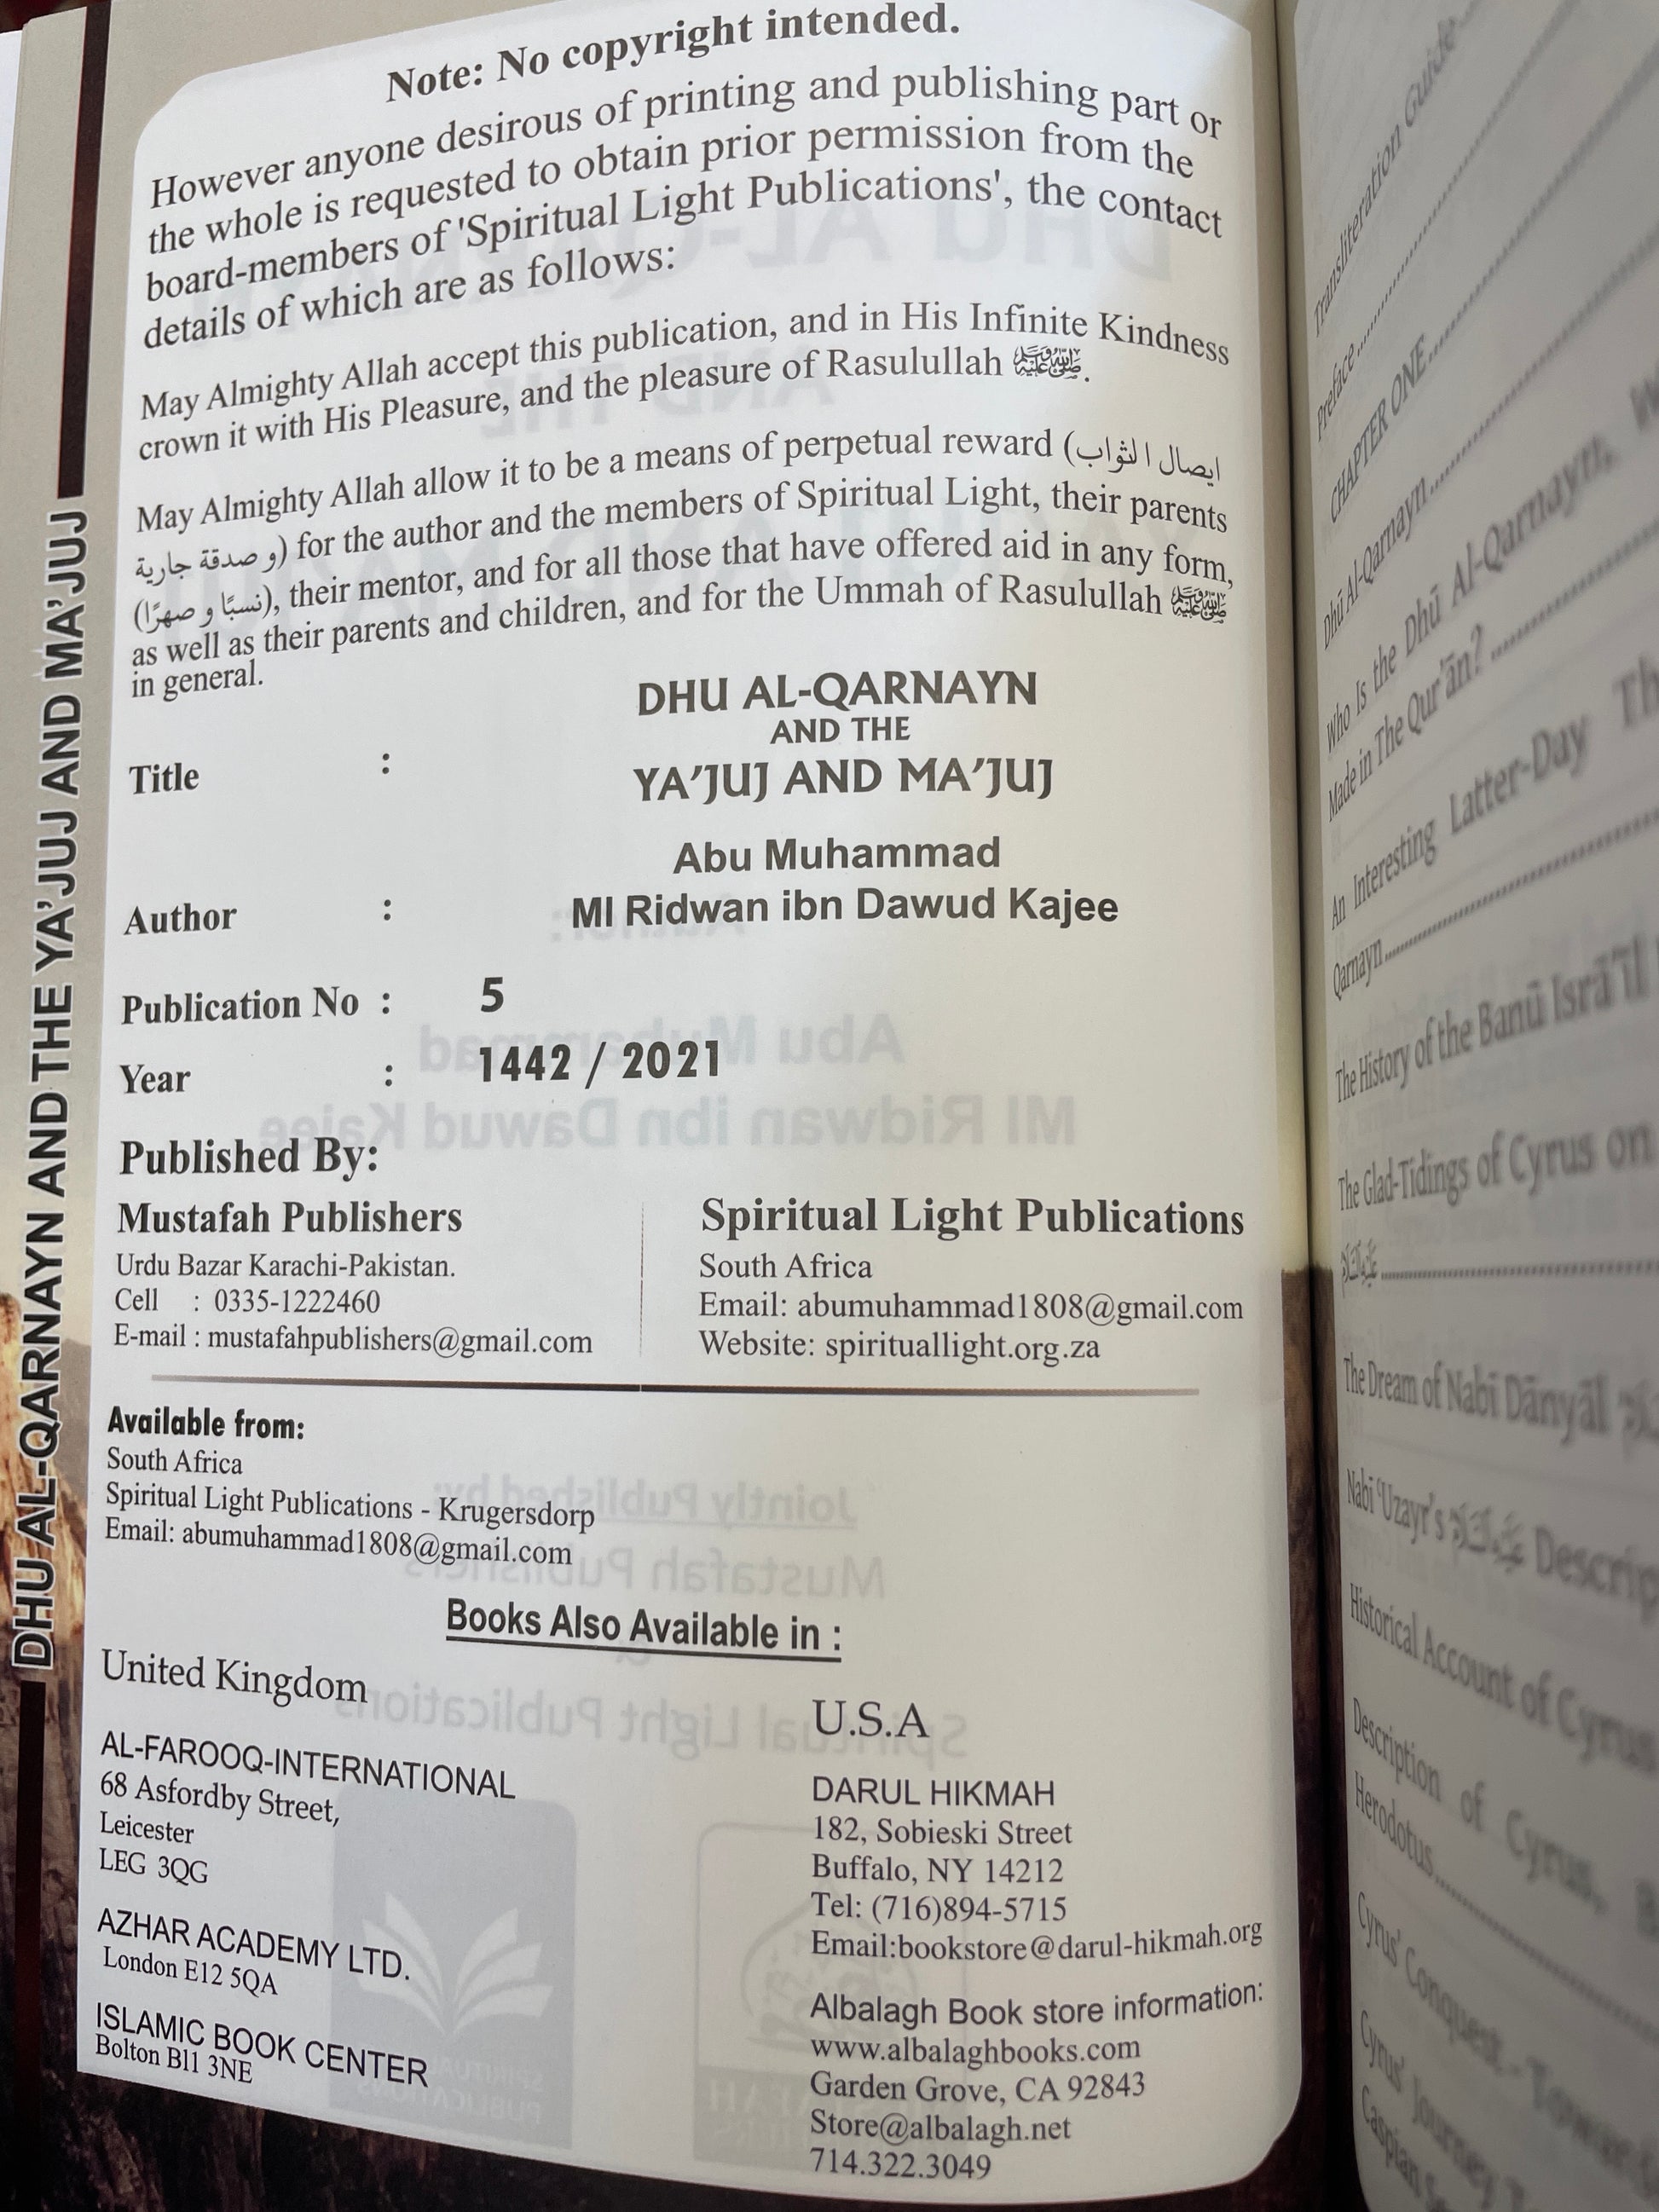 DHU AL-QARNAYN AND THE YA'JUJ AND MA'JUJ
Note: No copyright intended.
However anyone desirous of printing and publishing part or
the whole is requested to obtain prior permission from the
board-members of 'Spiritual Light Publications', the contact
details of which are as follows:
May Almighty Allah accept this publication, and in His Infinite Kindness
crown it with His Pleasure, and the pleasure of Rasulullah ﷺ.
May Almighty Allah allow it to be a means of perpetual reward (ايصال الثواب
و صدقة جارية) for the author and the members of Spiritual Light, their parents
(نسبًا و صهرًا), their mentor, and for all those that have offered aid in any form,
as well as their parents and children, and for the Ummah of Rasulullah ﷺ
in general.
Title : DHU AL-QARNAYN
AND THE
YA'JUJ AND MA'JUJ
Author : Abu Muhammad
MI Ridwan ibn Dawud Kajee
Publication No : 5
Year : 1442 / 2021
Published By:
Mustafah Publishers
Urdu Bazar Karachi-Pakistan.
Cell : 0335-1222460
E-mail : mustafahpublishers@gmail.com
Spiritual Light Publications
South Africa
Email: abumuhammad1808@gmail.com
Website: spirituallight.org.za
Available from:
South Africa
Spiritual Light Publications - Krugersdorp
Email: abumuhammad1808@gmail.com
Books Also Available in :
United Kingdom
AL-FAROOQ-INTERNATIONAL
68 Asfordby Street,
Leicester
LEG 3QG
AZHAR ACADEMY LTD.
London E12 5QA
ISLAMIC BOOK CENTER
Bolton Bl1 3NE
U.S.A
DARUL HIKMAH
182, Sobieski Street
Buffalo, NY 14212
Tel: (716)894-5715
Email:bookstore@darul-hikmah.org
Albalagh Book store information:
www.albalaghbooks.com
Garden Grove, CA 92843
Store@albalagh.net
714.322.3049
Transliteration Guide
Preface
CHAPTER ONE
Dhū Al-Qarnayn
Who Is the Dhū Al-Qarnayn,
Made in The Qur'ān?
An Interesting Latter-Day
Qarnayn
The History of the Banū Isrā'īl
The Glad-Tidings of Cyrus on
The Dream of Nabī Dānyāl
Nabī 'Uzayr's
Historical Account of Cyrus
Description of Cyrus,
Herodotus
Cyrus' Conquest
Cyrus' Journey
Caspian